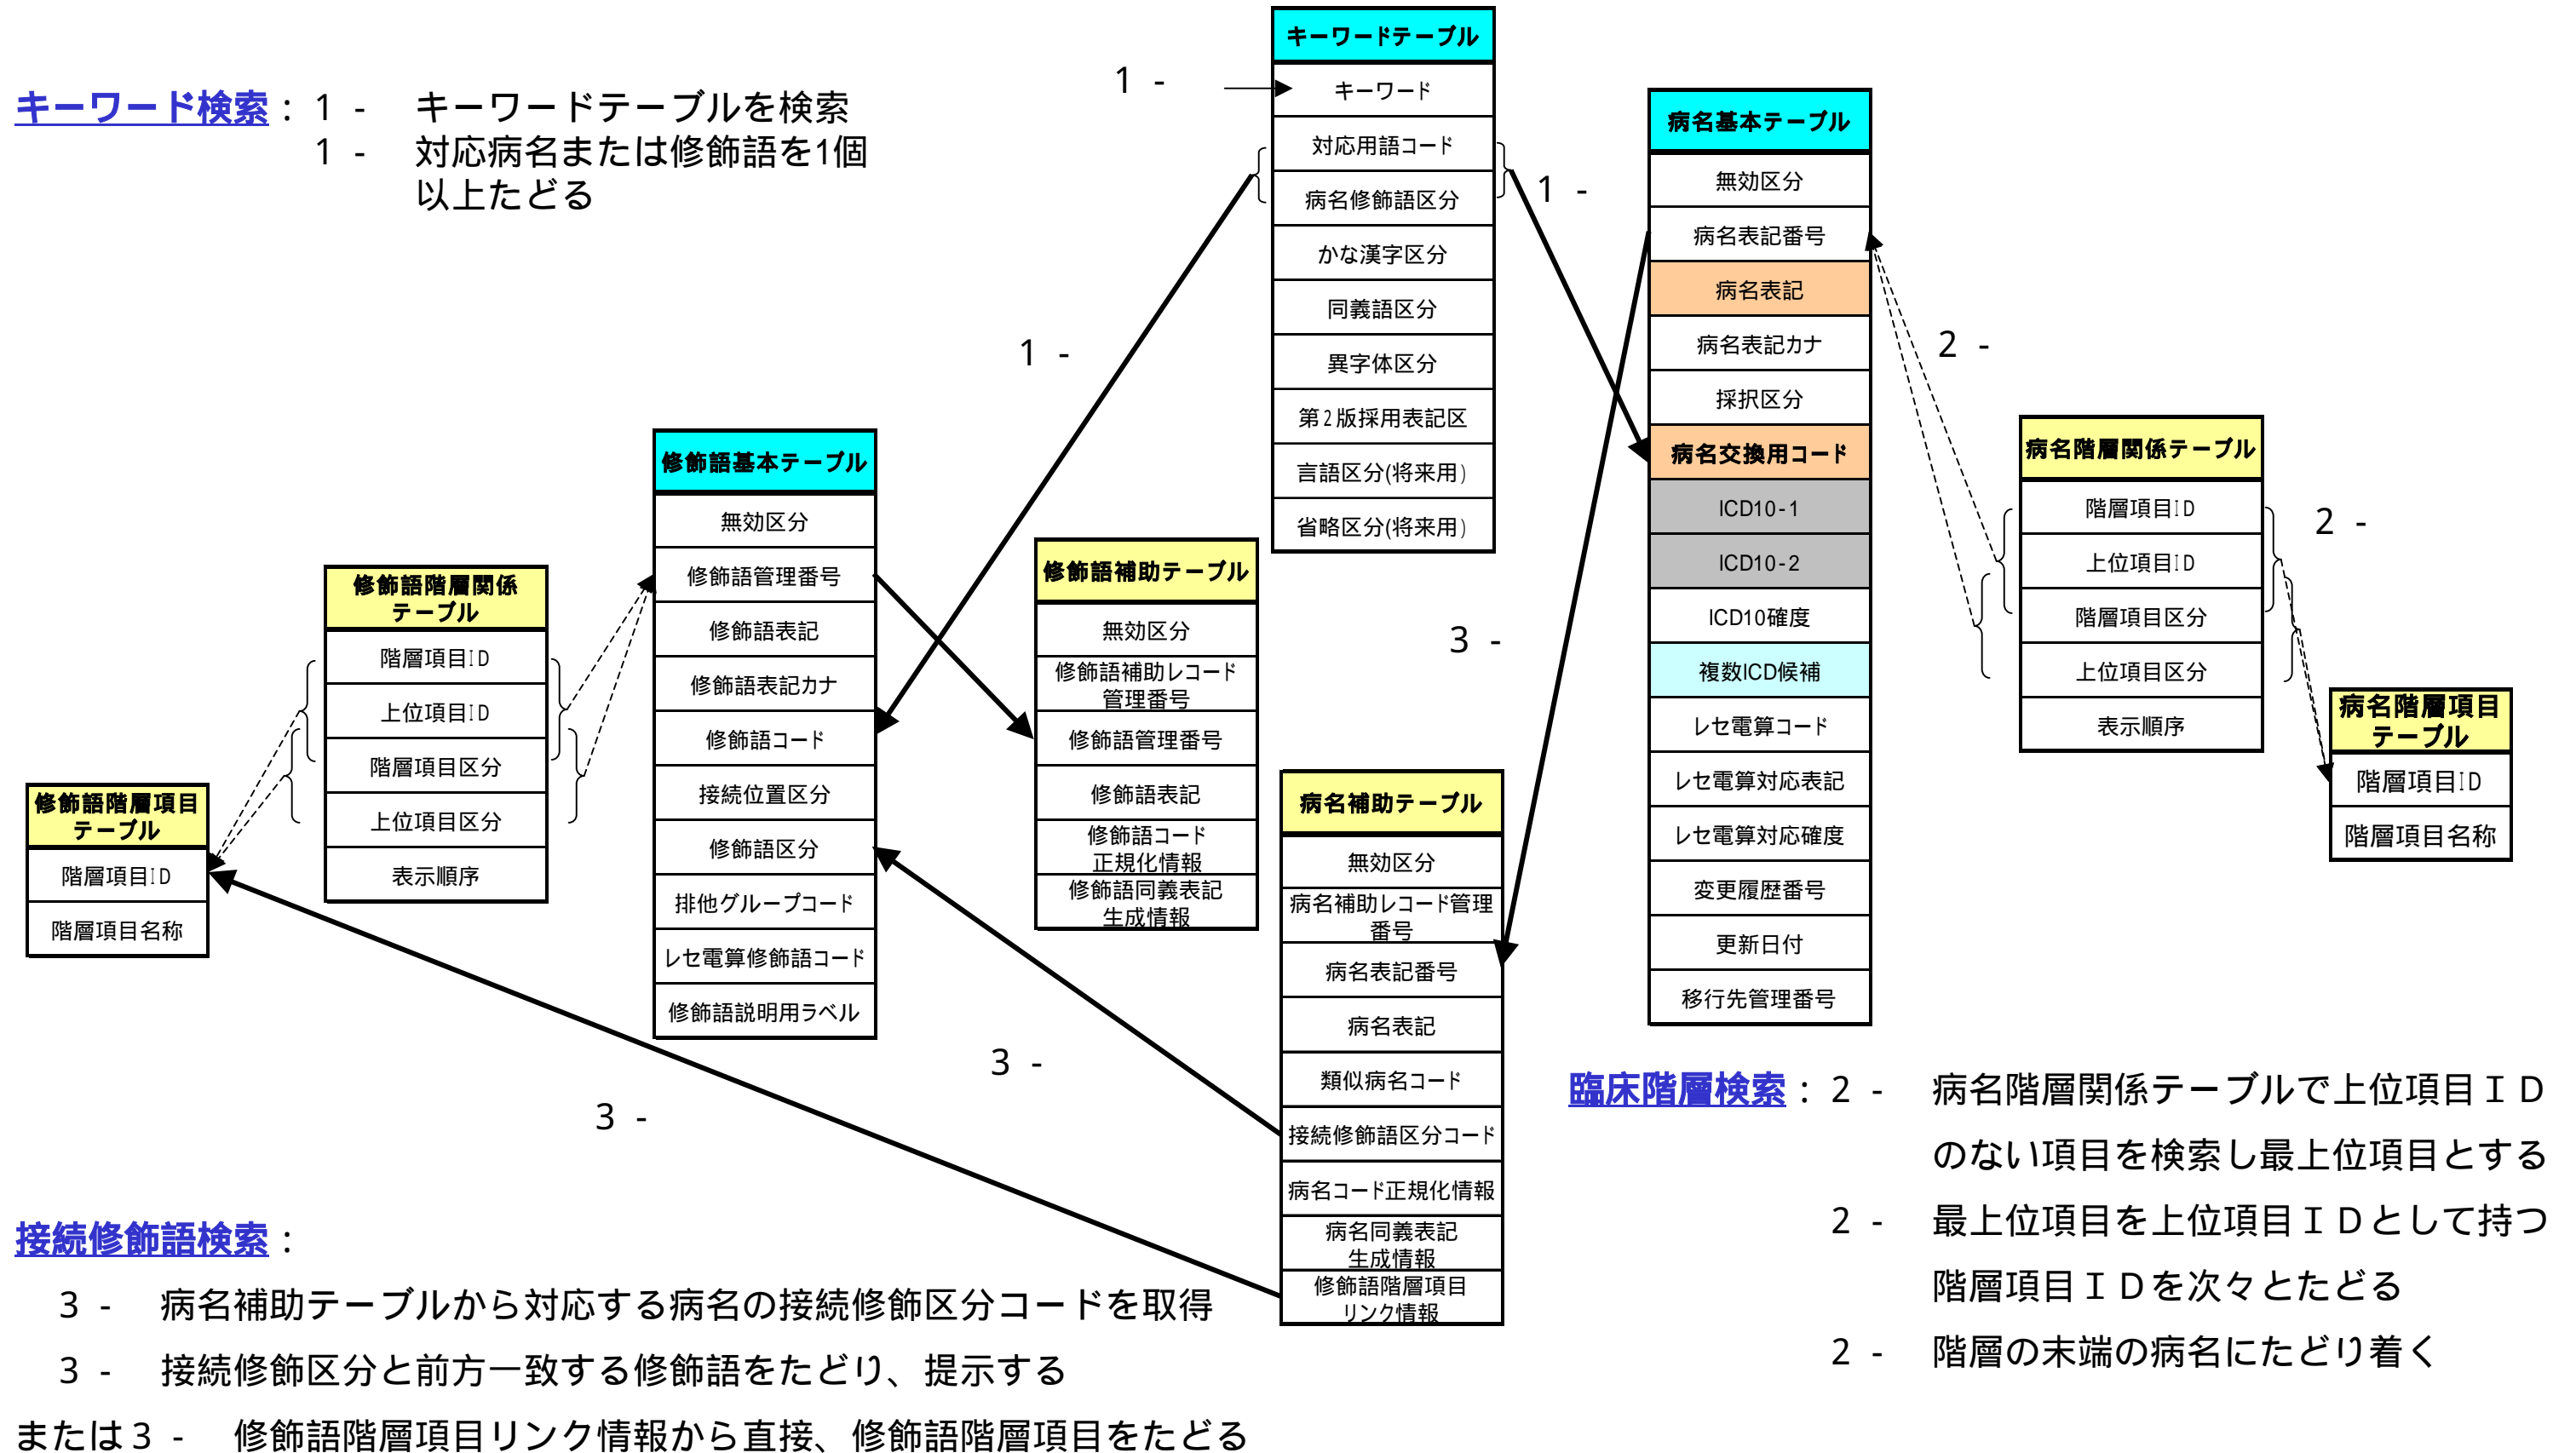 キーワード検索：1 -　キーワードテーブルを検索
1 -　対応病名または修飾語を1個
以上たどる
1 -
1 -
1 -
キーワードテーブル
キーワード
対応用語コード
病名修飾語区分
かな漢字区分
同義語区分
異字体区分
第2版採用表記区
言語区分(将来用)
省略区分(将来用)
病名基本テーブル
無効区分
病名表記番号
病名表記
病名表記カナ
採択区分
病名交換用コード
ICD10-1
ICD10-2
ICD10確度
複数ICD候補
レセ電算コード
レセ電算対応表記
レセ電算対応確度
変更履歴番号
更新日付
移行先管理番号
2 -
2 -
病名階層関係テーブル
階層項目ID
上位項目ID
階層項目区分
上位項目区分
表示順序
病名階層項目
テーブル
階層項目ID
階層項目名称
修飾語基本テーブル
無効区分
修飾語管理番号
修飾語表記
修飾語表記カナ
修飾語コード
接続位置区分
修飾語区分
排他グループコード
レセ電算修飾語コード
修飾語説明用ラベル
修飾語補助テーブル
無効区分
修飾語補助レコード
管理番号
修飾語管理番号
修飾語表記
修飾語コード
正規化情報
修飾語同義表記
生成情報
修飾語階層関係
テーブル
階層項目ID
上位項目ID
階層項目区分
上位項目区分
表示順序
修飾語階層項目
テーブル
階層項目ID
階層項目名称
3 -
3 -
3 -
病名補助テーブル
無効区分
病名補助レコード管理
番号
病名表記番号
病名表記
類似病名コード
接続修飾語区分コード
病名コード正規化情報
病名同義表記
生成情報
修飾語階層項目
リンク情報
臨床階層検索：2 -　病名階層関係テーブルで上位項目ＩＤ
のない項目を検索し最上位項目とする
2 -　最上位項目を上位項目ＩＤとして持つ
階層項目ＩＤを次々とたどる
2 -　階層の末端の病名にたどり着く
接続修飾語検索：
3 -　病名補助テーブルから対応する病名の接続修飾区分コードを取得
3 -　接続修飾区分と前方一致する修飾語をたどり、提示する
または3 -　修飾語階層項目リンク情報から直接、修飾語階層項目をたどる